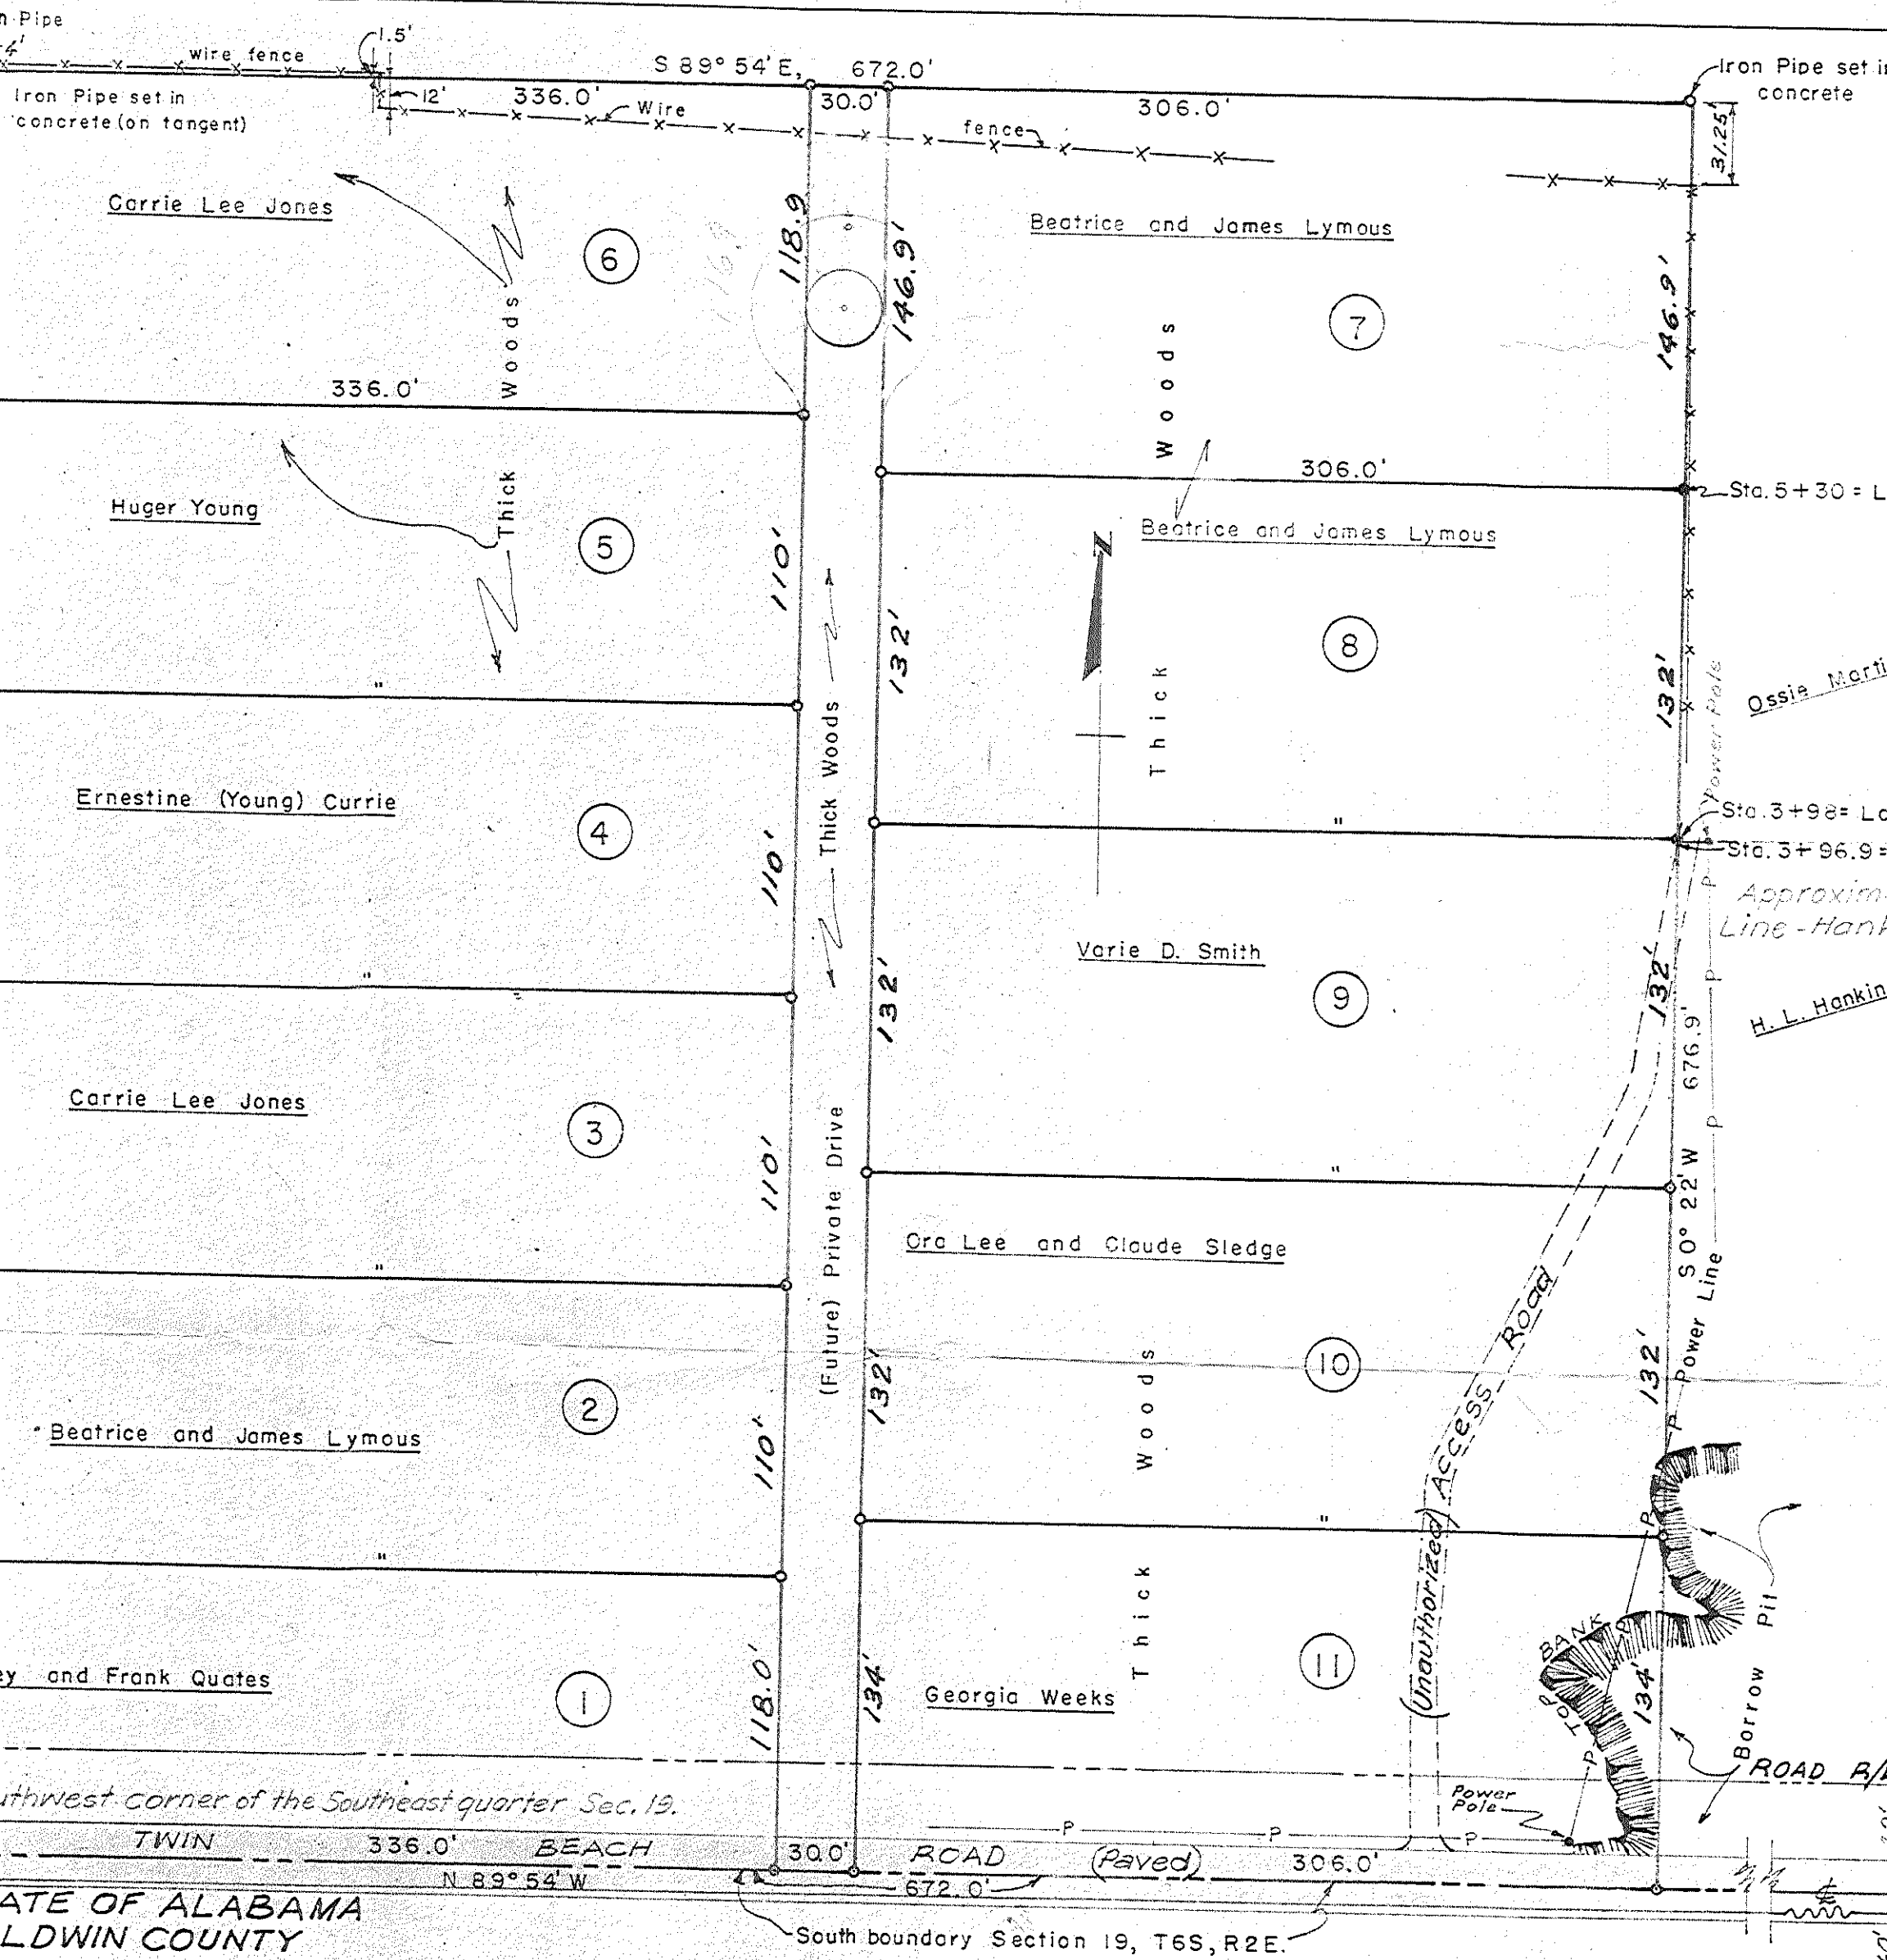 Pipe
wire fence
1.5'
S 89° 54' E, 672.0'
Iron Pipe set in
concrete
Iron Pipe set in
concrete (on tangent)
12'
336.0'
Wire
30.0'
fence
306.0'
31.25'
Carrie Lee Jones
6
118.9
146.9'
Beatrice and James Lymous
7
146.9'
Thick Woods
Thick Woods
336.0'
306.0'
Sta. 5+30 =
Huger Young
5
110'
132'
Beatrice and James Lymous
N
8
132'
Power Pole
Ossie
Thick Woods
Ernestine (Young) Currie
4
110'
"
"
Sta. 3+98=
Sta. 3+96.9=
Line-
Varie D. Smith
9
132'
132'
H. L.
"
Carrie Lee Jones
3
110'
(Future) Private Drive
S 0° 22' W 676.9'
P
P
P
Power Line
"
"
Ora Lee and Claude Sledge
10
132'
132'
(Unauthorized) Access Road
Thick Woods
Beatrice and James Lymous
2
110'
"
"
P
P
P
P
TOP BANK
Borrow Pit
and Frank Quates
1
118.0'
134'
Georgia Weeks
11
134'
ROAD
corner of the Southeast quarter Sec. 19.
Power
Pole
P
P
P
TWIN 336.0' BEACH 30.0' ROAD (Paved) 306.0'
N 89° 54' W 672.0'
OF ALABAMA
COUNTY
South boundary Section 19, T6S, R2E.